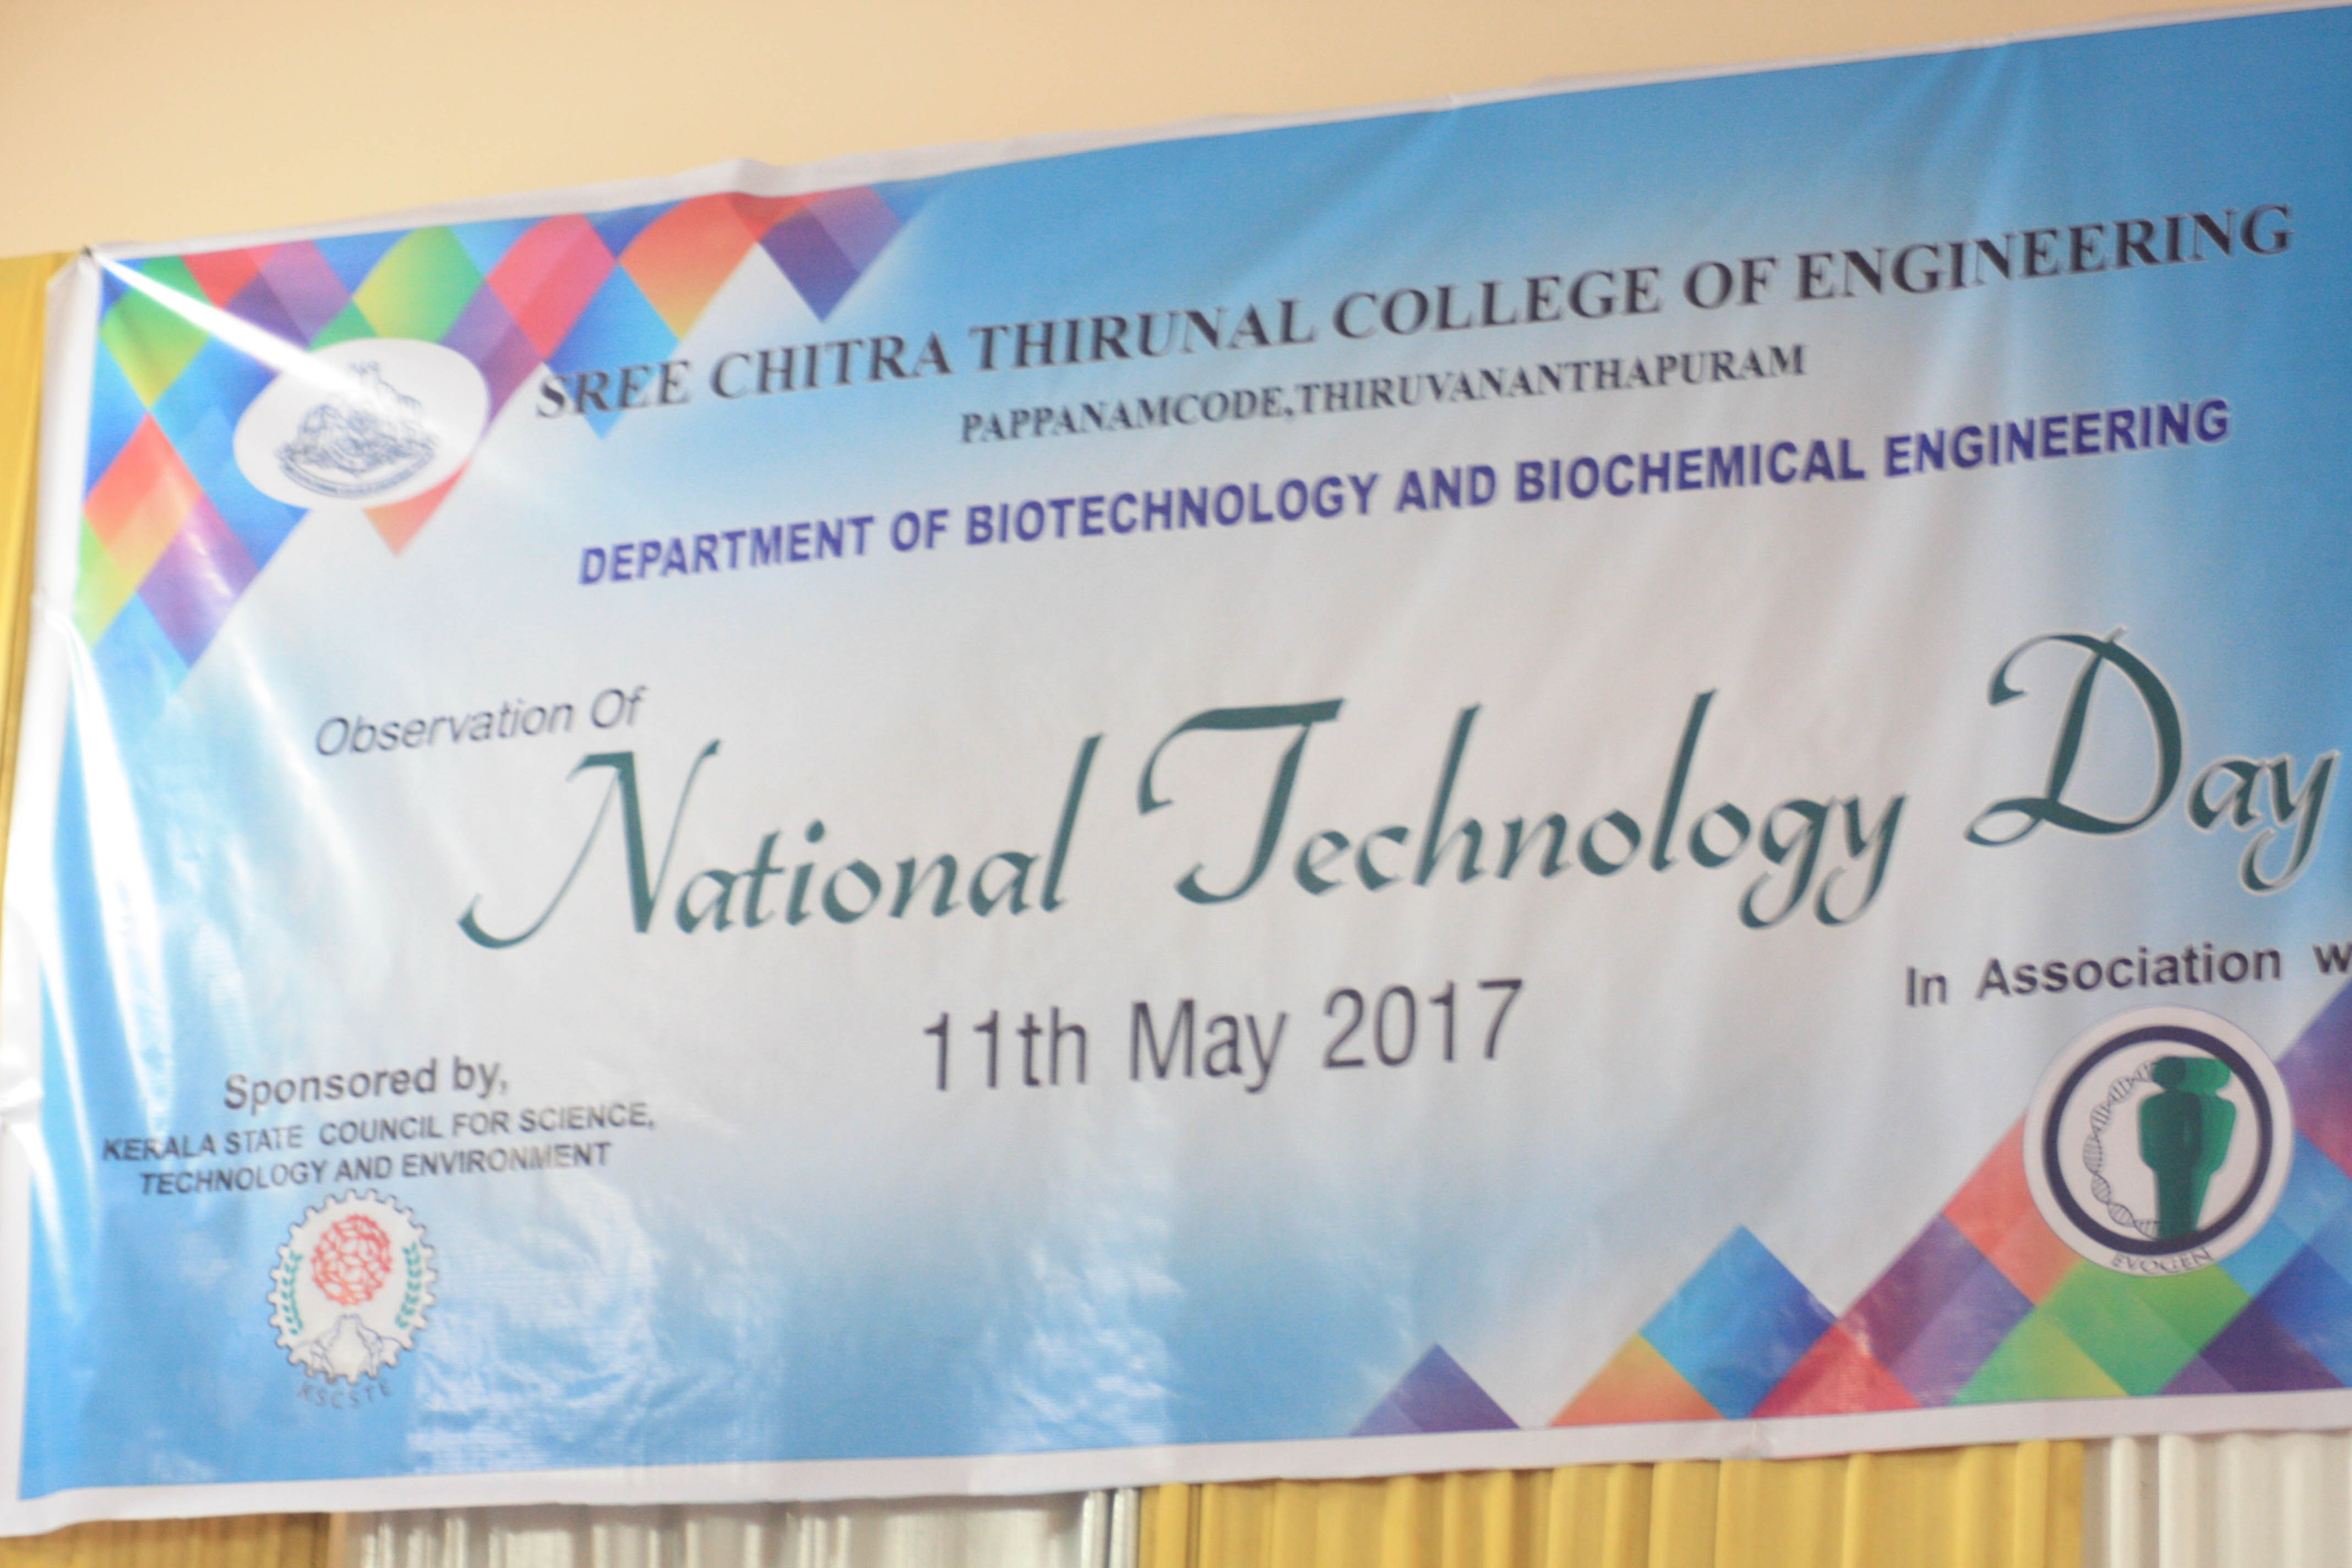 SREE CHITRA THIRUNAL COLLEGE OF ENGINEERING
PAPPANAMCODE,THIRUVANANTHAPURAM
DEPARTMENT OF BIOTECHNOLOGY AND BIOCHEMICAL ENGINEERING
Observation Of
National Technology Day
11th May 2017
In Association w
Sponsored by,
KERALA STATE COUNCIL FOR SCIENCE,
TECHNOLOGY AND ENVIRONMENT
KSCSTE
EVOGEN